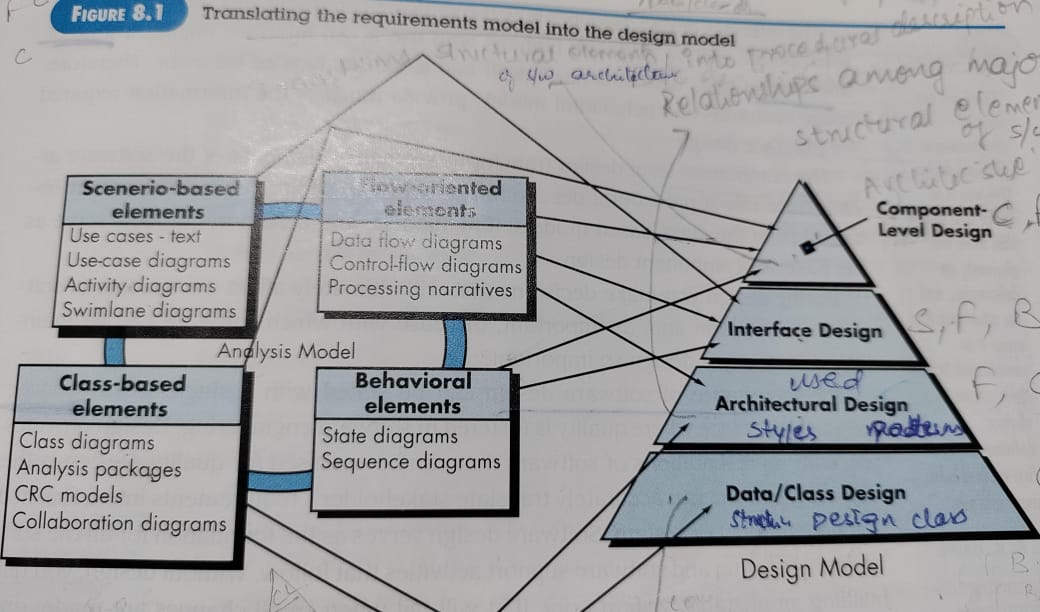 FIGURE 8.1
Translating the requirements model into the design model
structural elements into procedural description
of s/w architecture
Relationships among major
structural elemen
of s/
Scenerio-based
elements
Use cases - text
Use-case diagrams
Activity diagrams
Swimlane diagrams
Flow-oriented
elements
Data flow diagrams
Control-flow diagrams
Processing narratives
Analysis Model
Class-based
elements
Class diagrams
Analysis packages
CRC models
Collaboration diagrams
Behavioral
elements
State diagrams
Sequence diagrams
Component-
Level Design
C,
Interface Design
S, F, B
used
F,
Architectural Design
Styles
Data/Class Design
Design class
Design Model
B